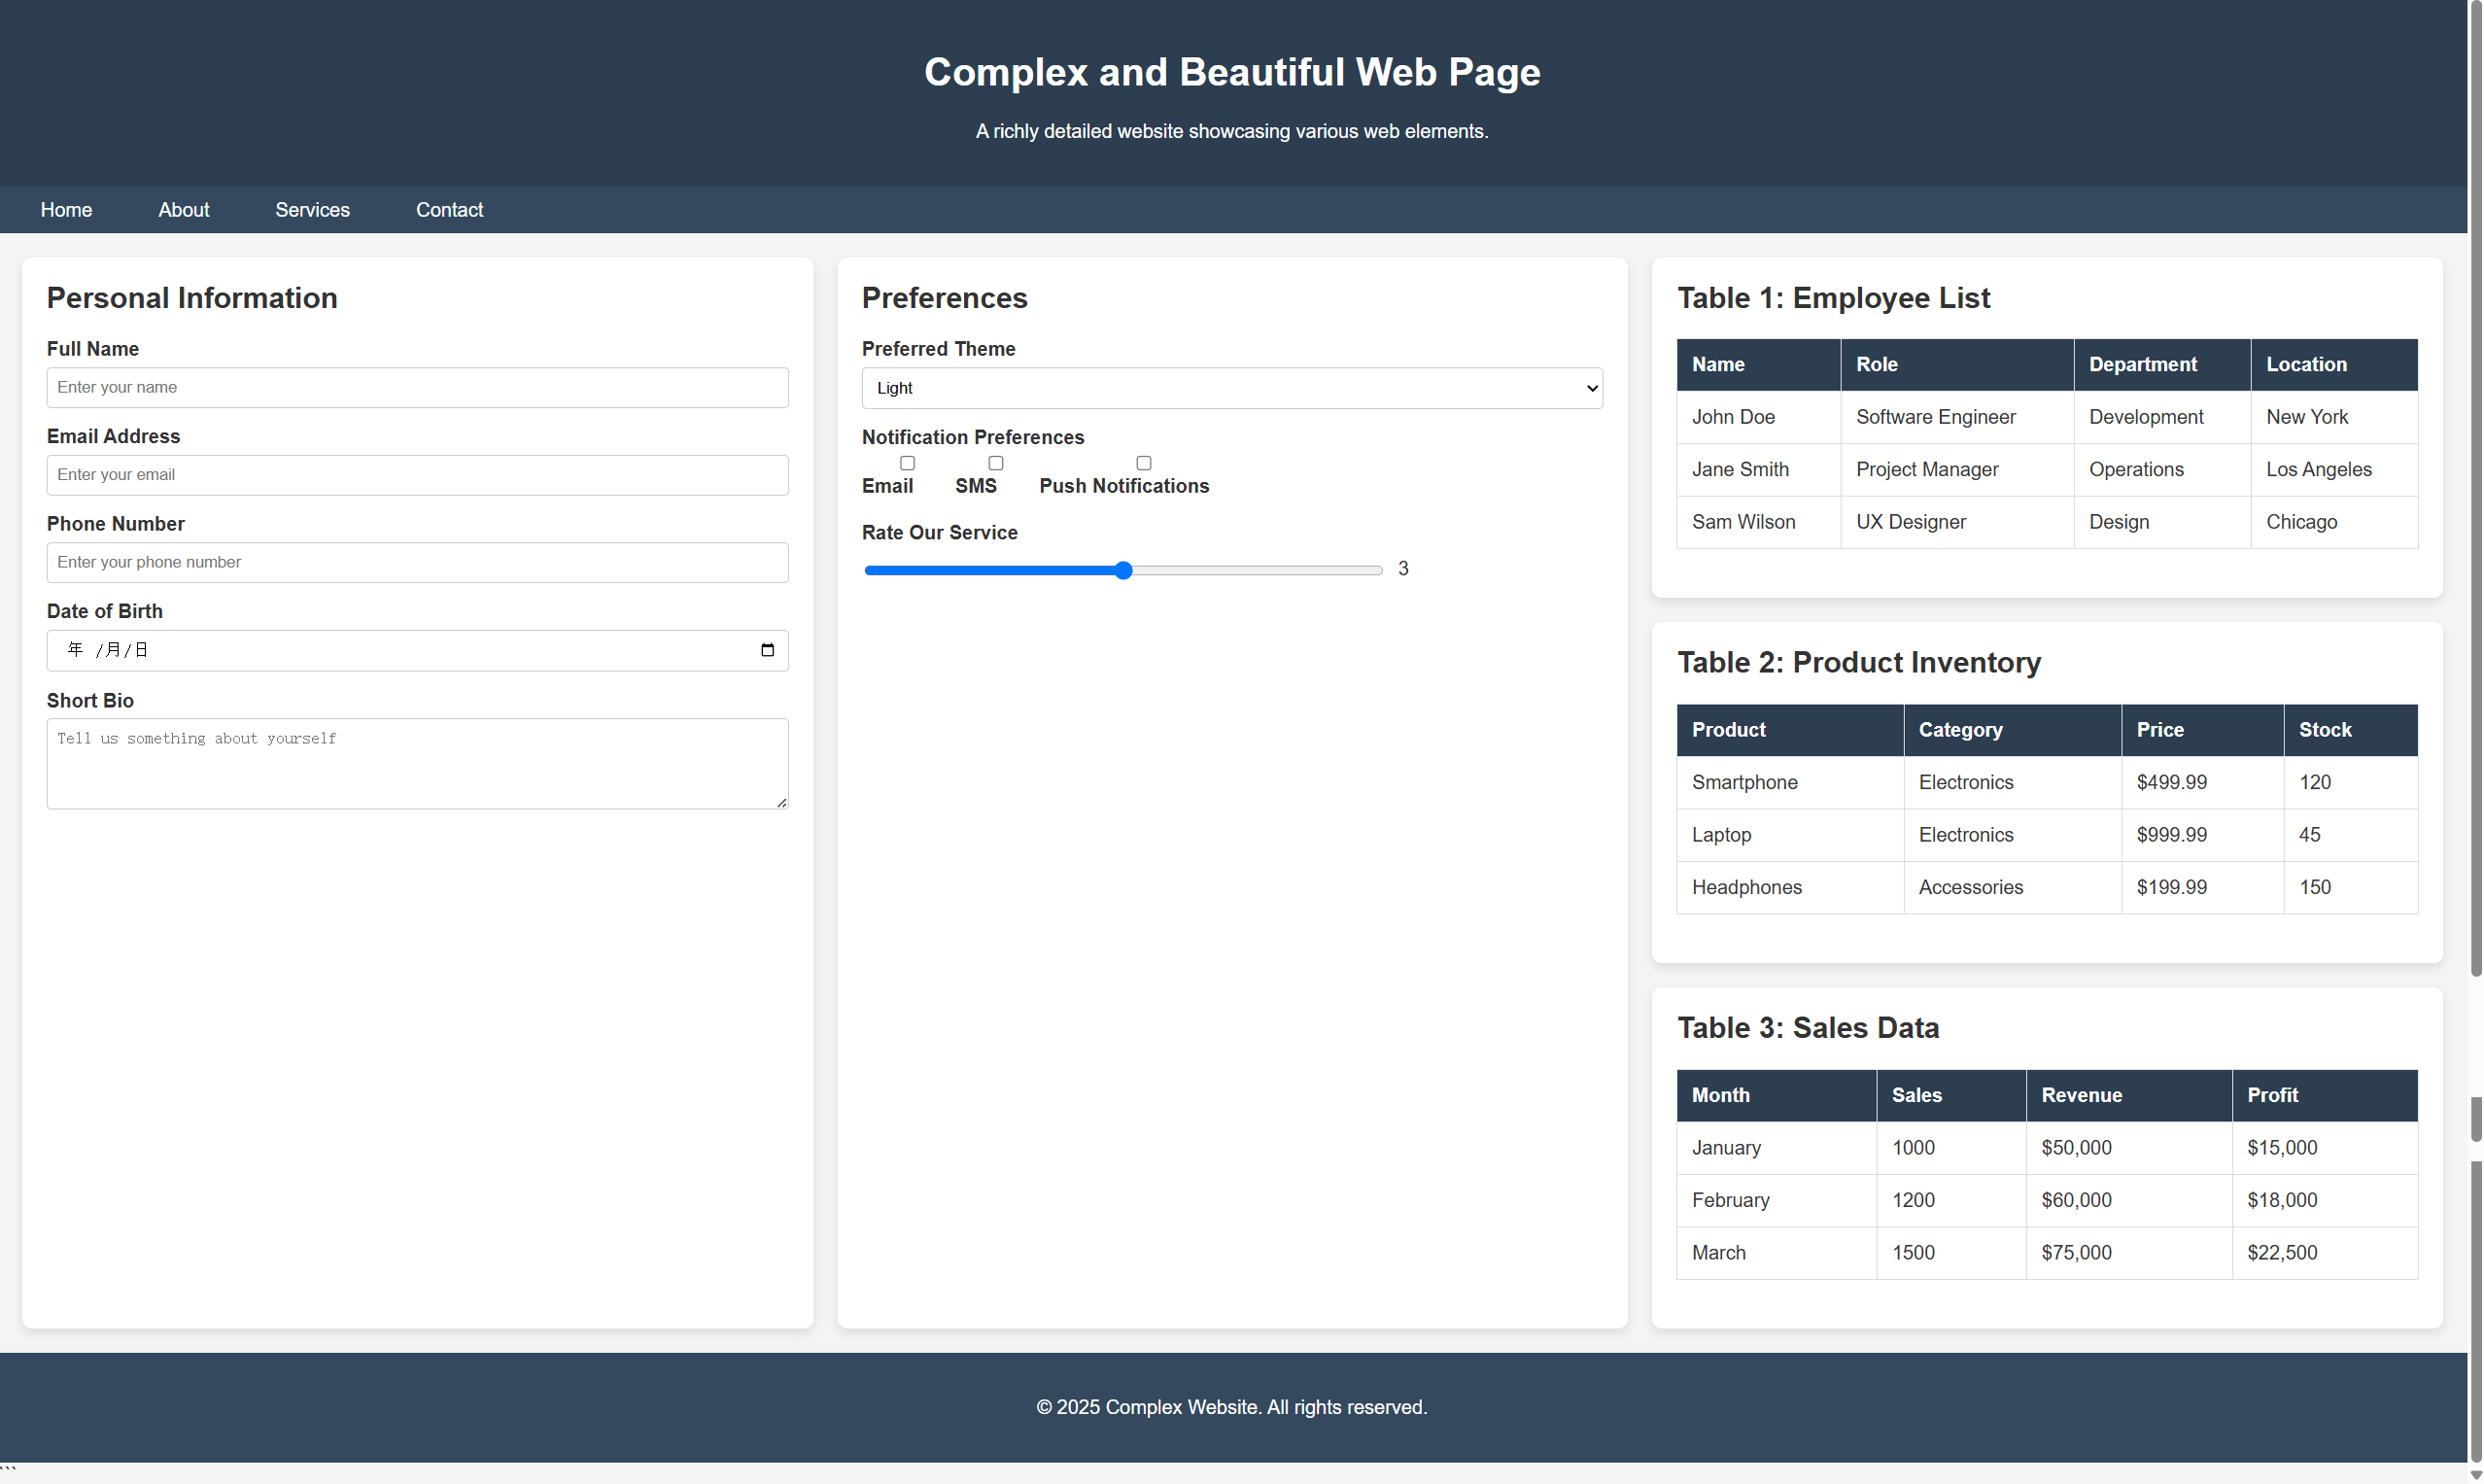 Complex and Beautiful Web Page
A richly detailed website showcasing various web elements.
Home About Services Contact
Personal Information
Full Name
Enter your name
Email Address
Enter your email
Phone Number
Enter your phone number
Date of Birth
年 /月/日
Short Bio
Tell us something about yourself
Preferences
Preferred Theme
Light
Notification Preferences
Email SMS Push Notifications
Rate Our Service
3
Table 1: Employee List
Name Role Department Location
John Doe Software Engineer Development New York
Jane Smith Project Manager Operations Los Angeles
Sam Wilson UX Designer Design Chicago
Table 2: Product Inventory
Product Category Price Stock
Smartphone Electronics $499.99 120
Laptop Electronics $999.99 45
Headphones Accessories $199.99 150
Table 3: Sales Data
Month Sales Revenue Profit
January 1000 $50,000 $15,000
February 1200 $60,000 $18,000
March 1500 $75,000 $22,500
© 2025 Complex Website. All rights reserved.
```